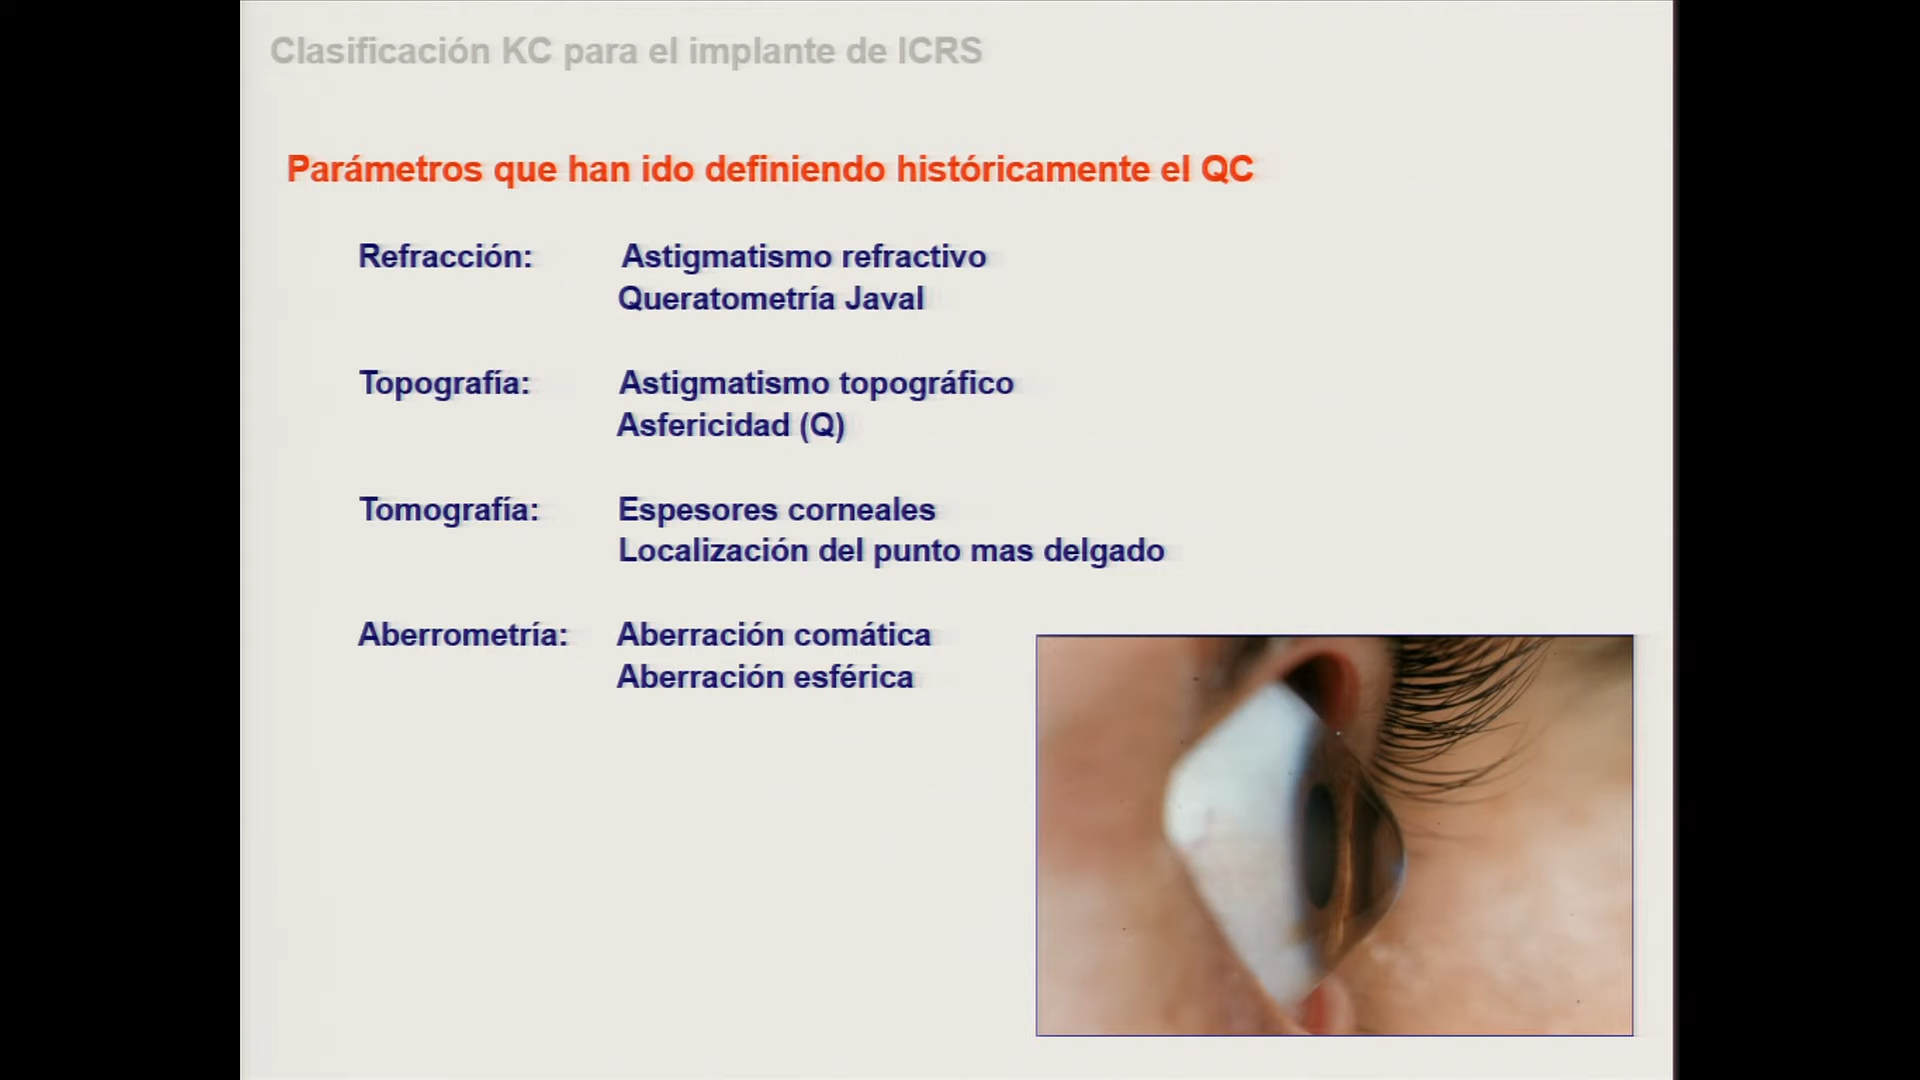 Clasificación KC para el implante de ICRS
Parámetros que han ido definiendo históricamente el QC
Refracción: Astigmatismo refractivo
Queratometría Javal
Topografía: Astigmatismo topográfico
Asfericidad (Q)
Tomografía: Espesores corneales
Localización del punto mas delgado
Aberrometría: Aberración comática
Aberración esférica